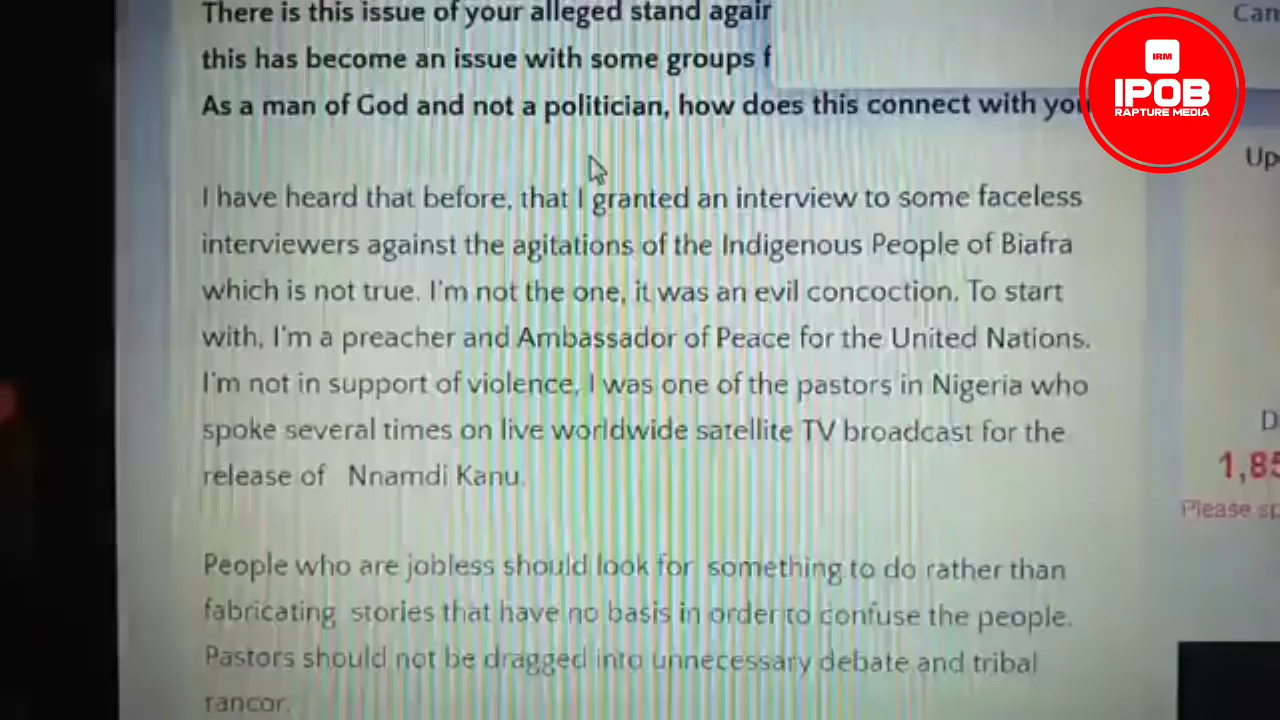 There is this issue of your alleged stand
this has become an issue with some groups
As a man of God and not a politician, how does this connect with you
I have heard that before, that I granted an interview to some faceless
interviewers against the agitations of the Indigenous People of Biafra
which is not true. I'm not the one, it was an evil concoction. To start
with, I'm a preacher and Ambassador of Peace for the United Nations.
I'm not in support of violence, I was one of the pastors in Nigeria who
spoke several times on live worldwide satellite TV broadcast for the
release of Nnamdi Kanu.
People who are jobless should look for something to do rather than
fabricating stories that have no basis in order to confuse the people.
Pastors should not be dragged into unnecessary debate and tribal
rancor.
IRM
IPOB
RAPTURE MEDIA
Can
Up
D
1,85
Please sp